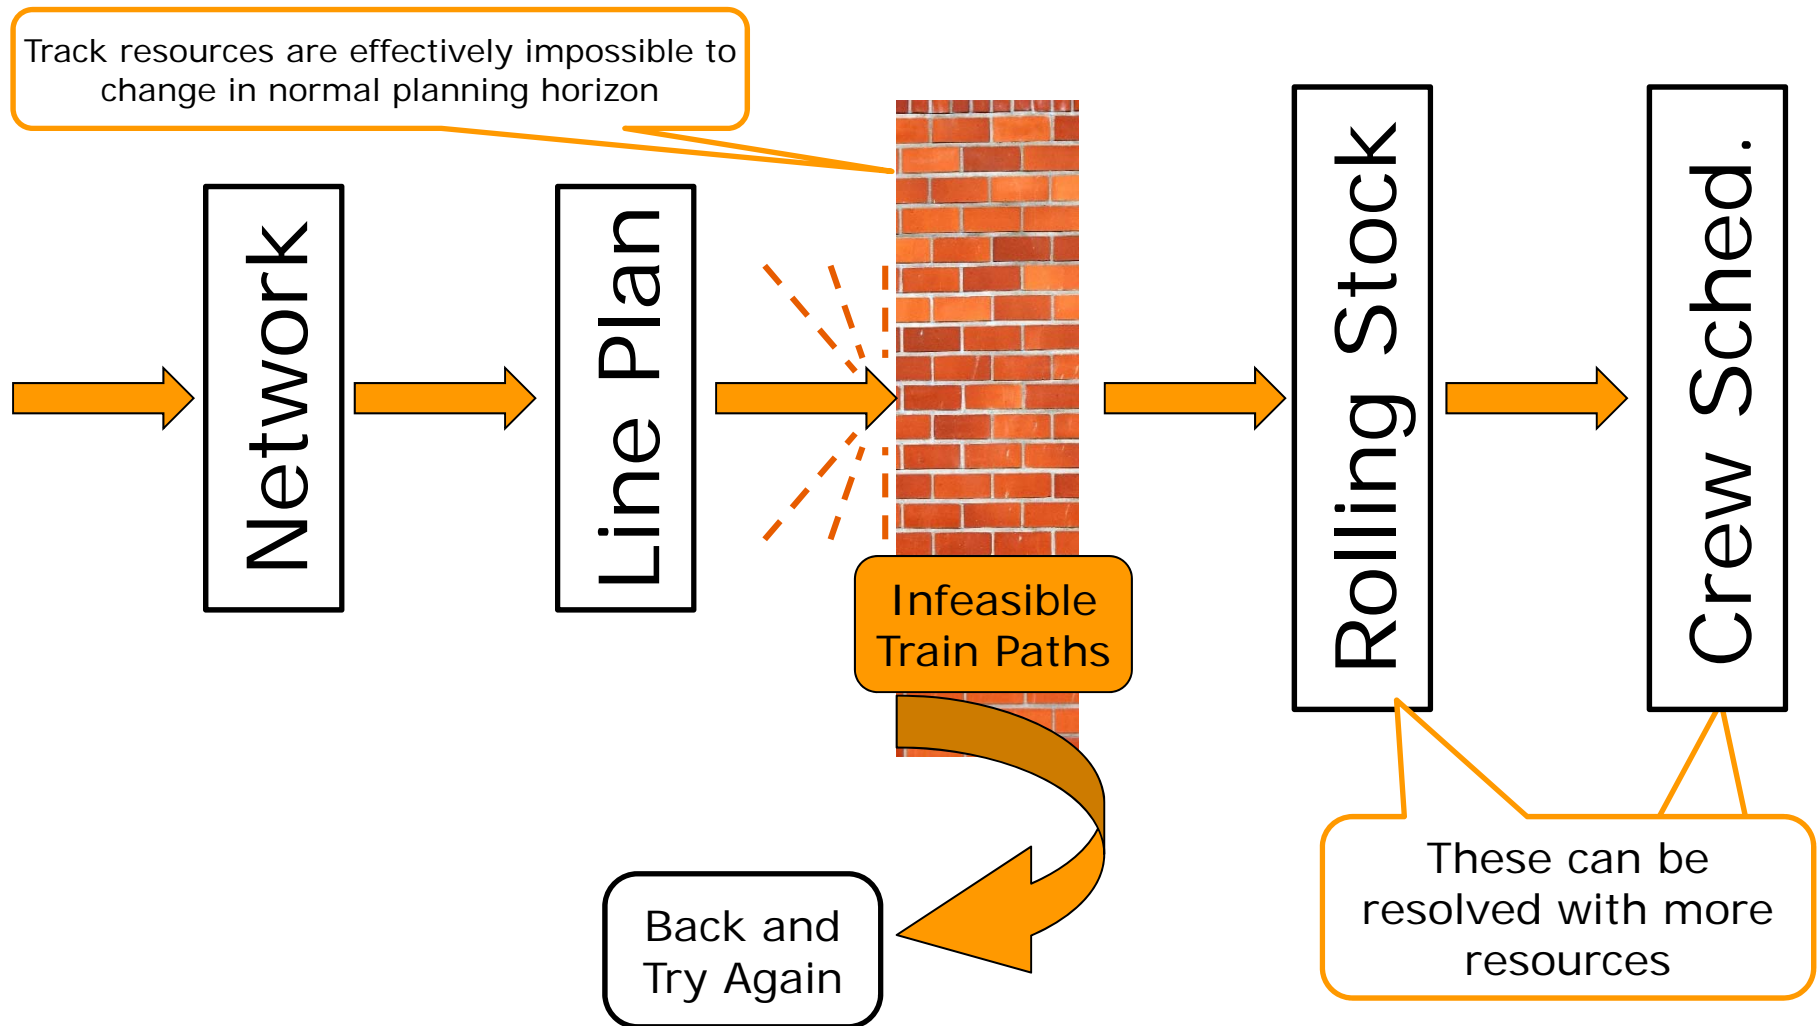 Track resources are effectively impossible to
change in normal planning horizon
Network
Line Plan
Infeasible
Train Paths
Rolling Stock
Crew Sched.
Back and
Try Again
These can be
resolved with more
resources